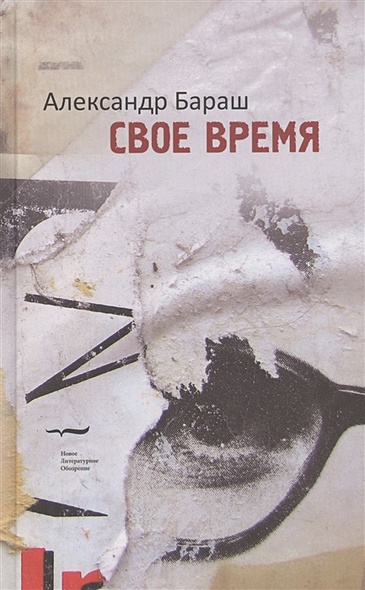 Александр Бараш
СВОЕ ВРЕМЯ
Новое
Литературное
Обозрение